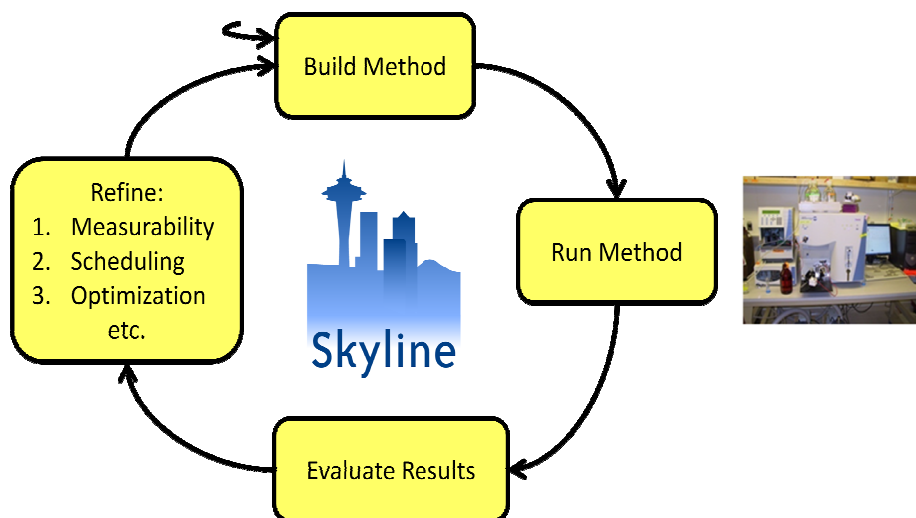 Build Method
Refine:
1. Measurability
2. Scheduling
3. Optimization
etc.
Run Method
Skyline
Evaluate Results